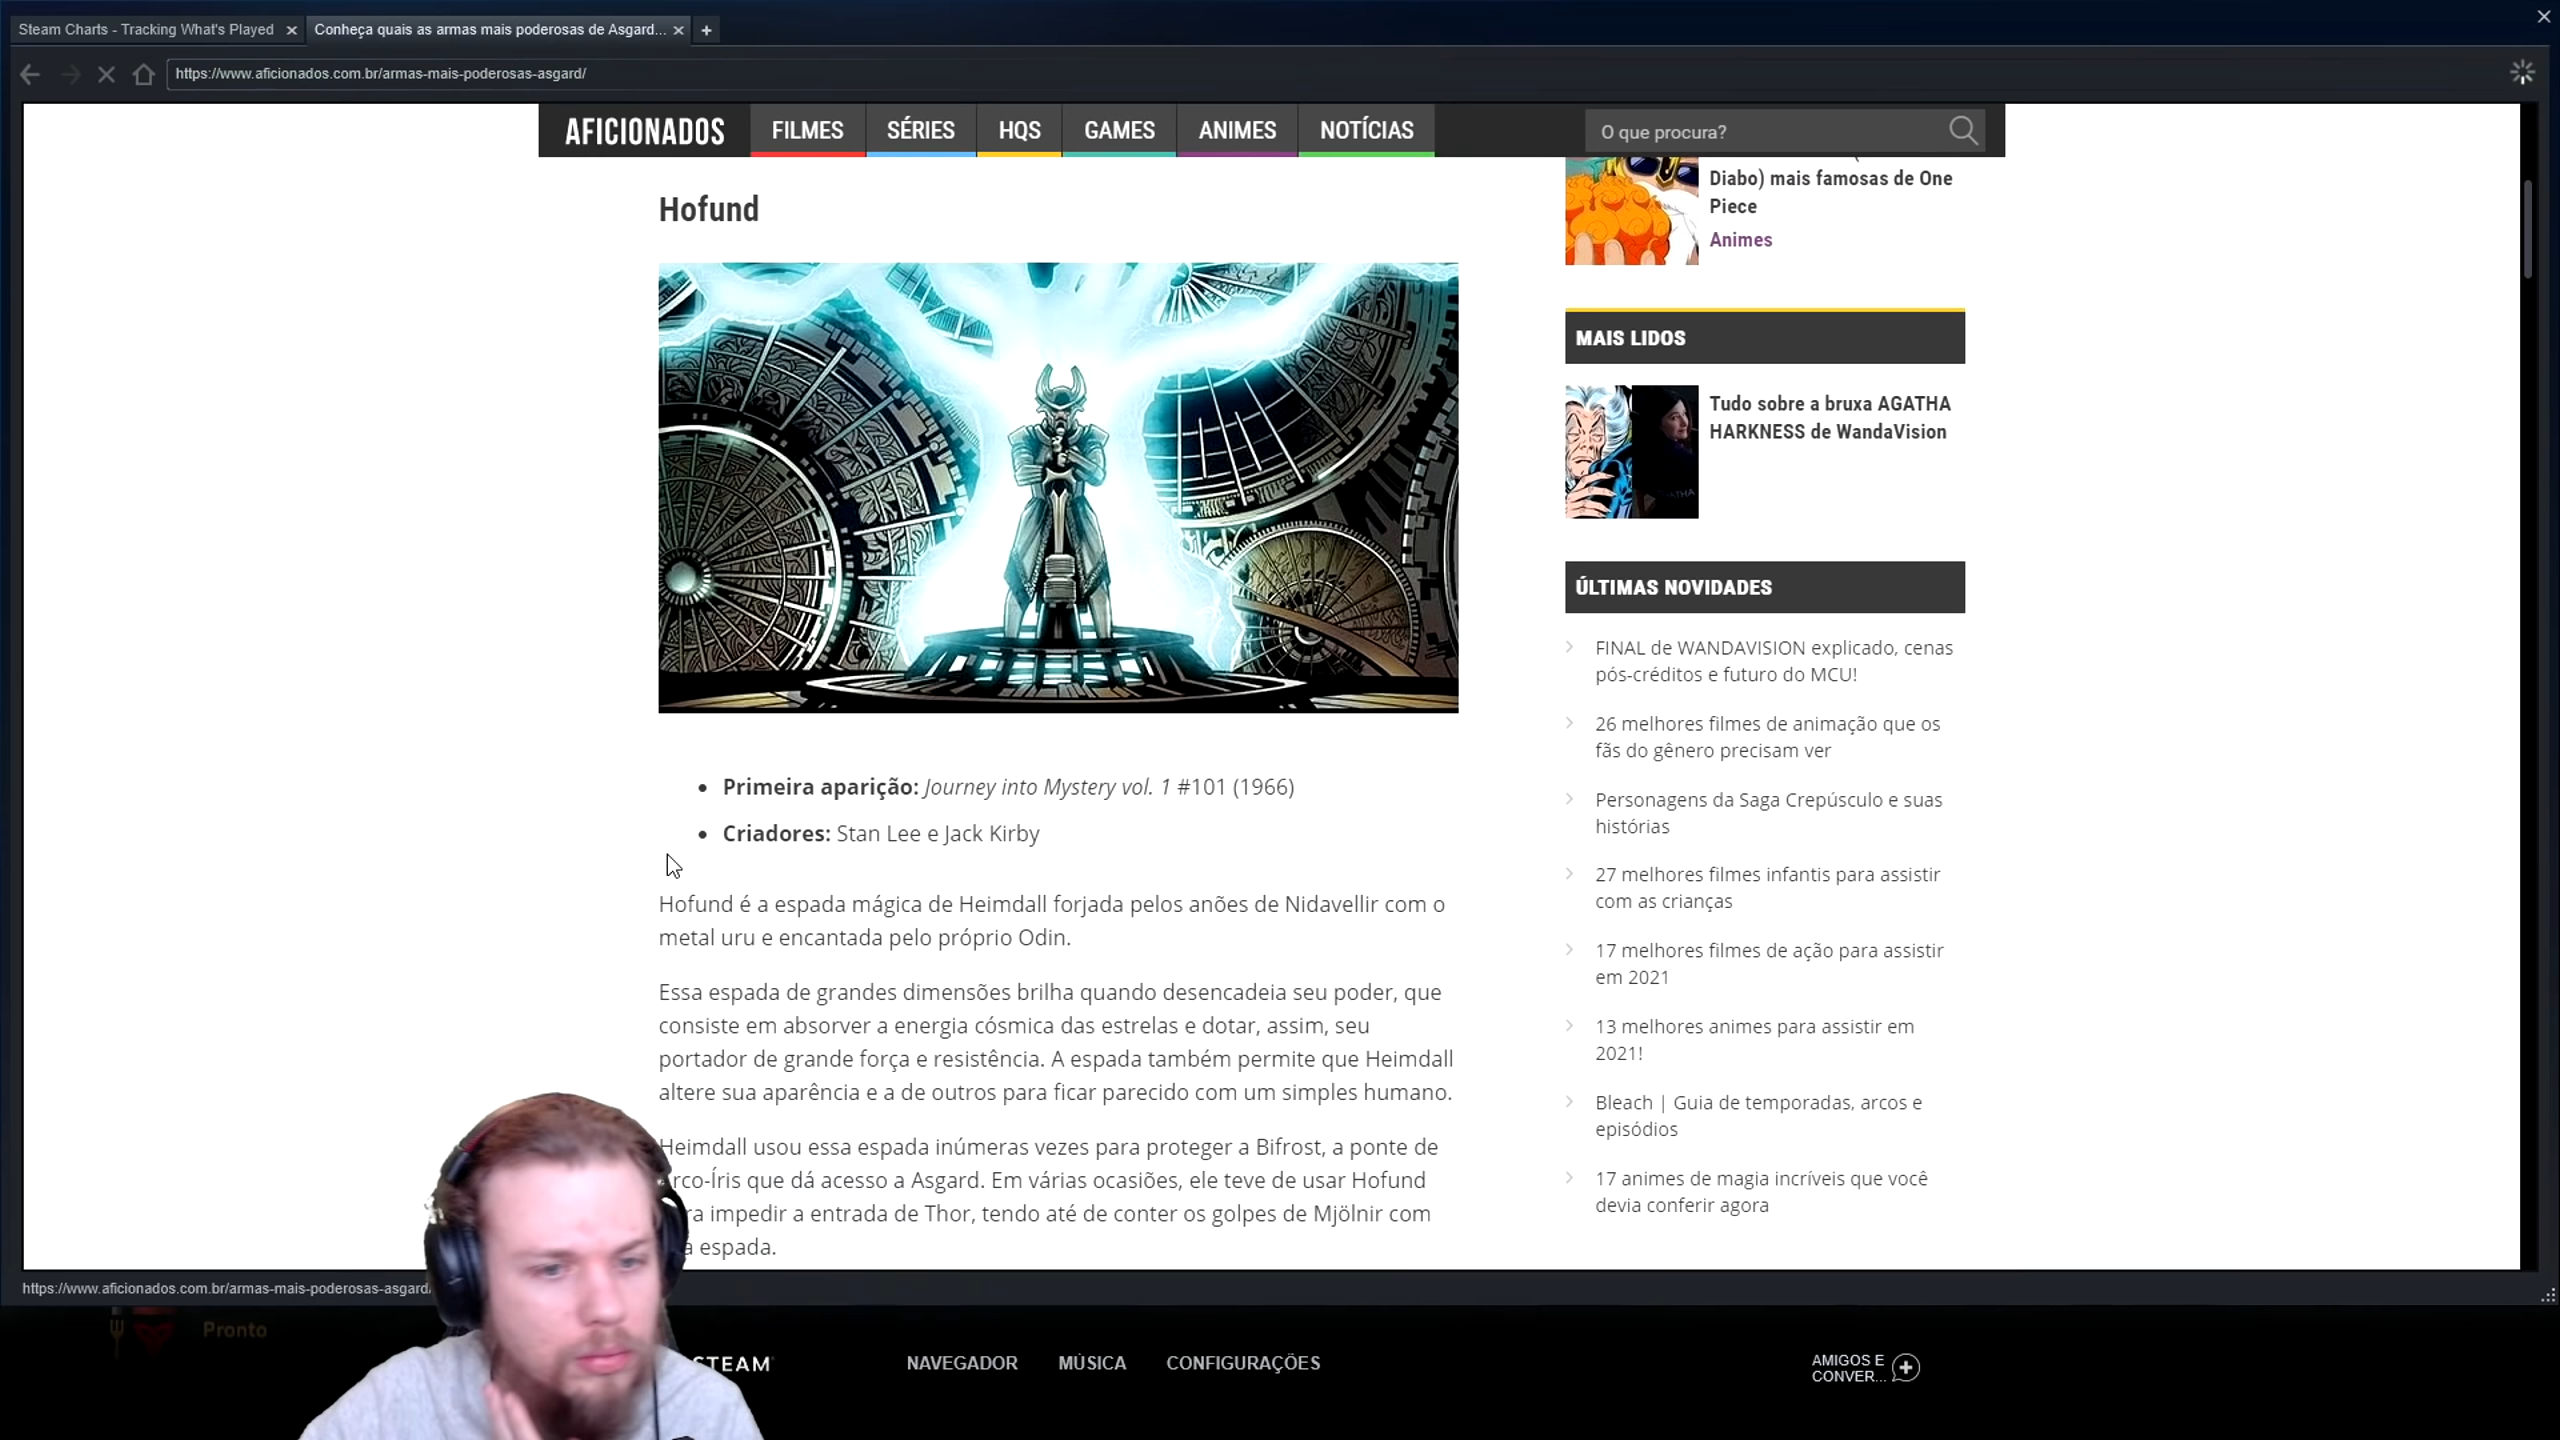 Steam Charts - Tracking What's Played
Conheça quais as armas mais poderosas de Asgard...
https://www.aficionados.com.br/armas-mais-poderosas-asgard/
AFICIONADOS
FILMES
SÉRIES
HQS
GAMES
ANIMES
NOTÍCIAS
O que procura?
Hofund
Primeira aparição: Journey into Mystery vol. 1 #101 (1966)
Criadores: Stan Lee e Jack Kirby
Hofund é a espada mágica de Heimdall forjada pelos anões de Nidavellir com o
metal uru e encantada pelo próprio Odin.
Essa espada de grandes dimensões brilha quando desencadeia seu poder, que
consiste em absorver a energia cósmica das estrelas e dotar, assim, seu
portador de grande força e resistência. A espada também permite que Heimdall
altere sua aparência e a de outros para ficar parecido com um simples humano.
Heimdall usou essa espada inúmeras vezes para proteger a Bifrost, a ponte de
rco-Íris que dá acesso a Asgard. Em várias ocasiões, ele teve de usar Hofund
ra impedir a entrada de Thor, tendo até de conter os golpes de Mjölnir com
a espada.
Diabo) mais famosas de One
Piece
Animes
MAIS LIDOS
Tudo sobre a bruxa AGATHA
HARKNESS de WandaVision
ÚLTIMAS NOVIDADES
FINAL de WANDAVISION explicado, cenas
pós-créditos e futuro do MCU!
26 melhores filmes de animação que os
fãs do gênero precisam ver
Personagens da Saga Crepúsculo e suas
histórias
27 melhores filmes infantis para assistir
com as crianças
17 melhores filmes de ação para assistir
em 2021
13 melhores animes para assistir em
2021!
Bleach | Guia de temporadas, arcos e
episódios
17 animes de magia incríveis que você
devia conferir agora
https://www.aficionados.com.br/armas-mais-poderosas-asgard/
Pronto
STEAM
NAVEGADOR
MÚSICA
CONFIGURAÇÕES
AMIGOS E
CONVER...